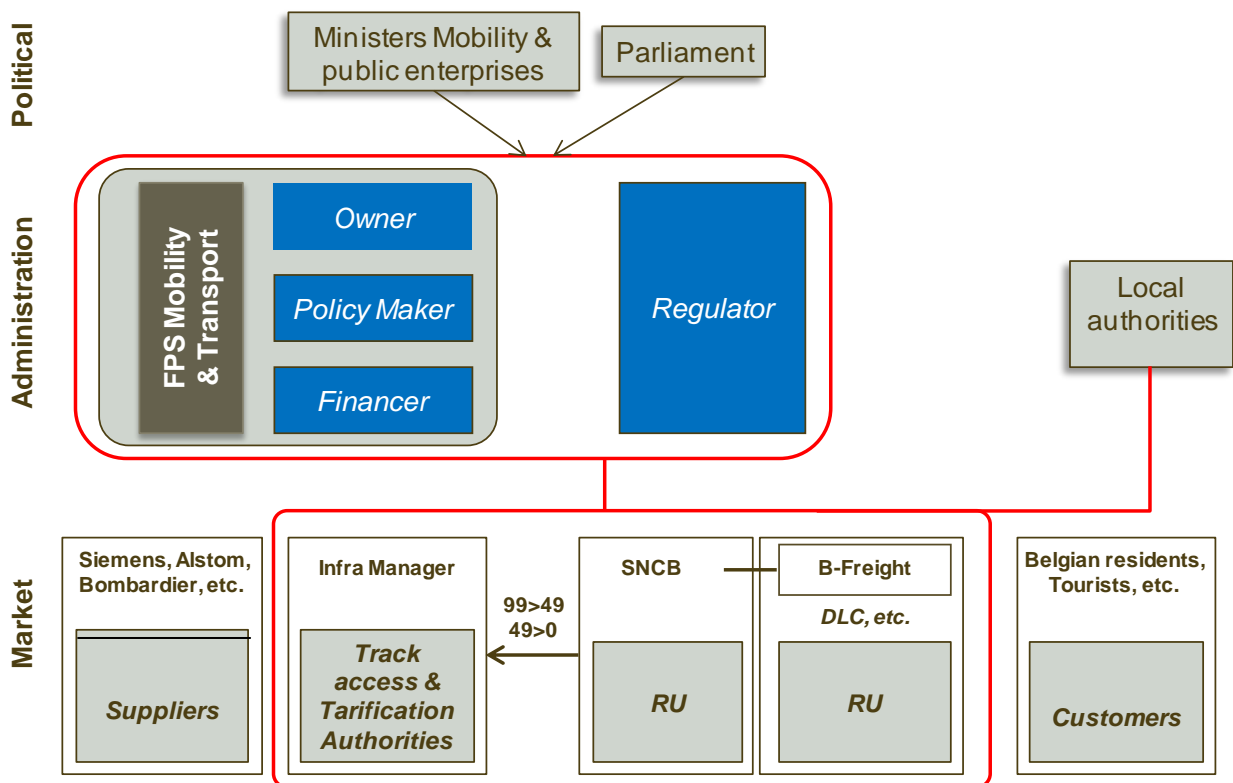 Political
Ministers Mobility &
public enterprises
Parliament
Administration
FPS Mobility
& Transport
Owner
Policy Maker
Financer
Regulator
Local
authorities
Market
Siemens, Alstom,
Bombardier, etc.
Suppliers
Infra Manager
Track
access &
Tarification
Authorities
99>49
49>0
SNCB
RU
B-Freight
DLC, etc.
RU
Belgian residents,
Tourists, etc.
Customers